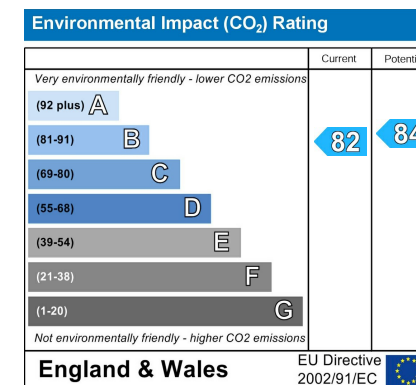 Environmental Impact (CO₂) Rating
Current Potenti
Very environmentally friendly - lower CO2 emissions
(92 plus) A
(81-91) B
82 84
(69-80) C
(55-68) D
(39-54) E
(21-38) F
(1-20) G
Not environmentally friendly - higher CO2 emissions
England & Wales
EU Directive
2002/91/EC